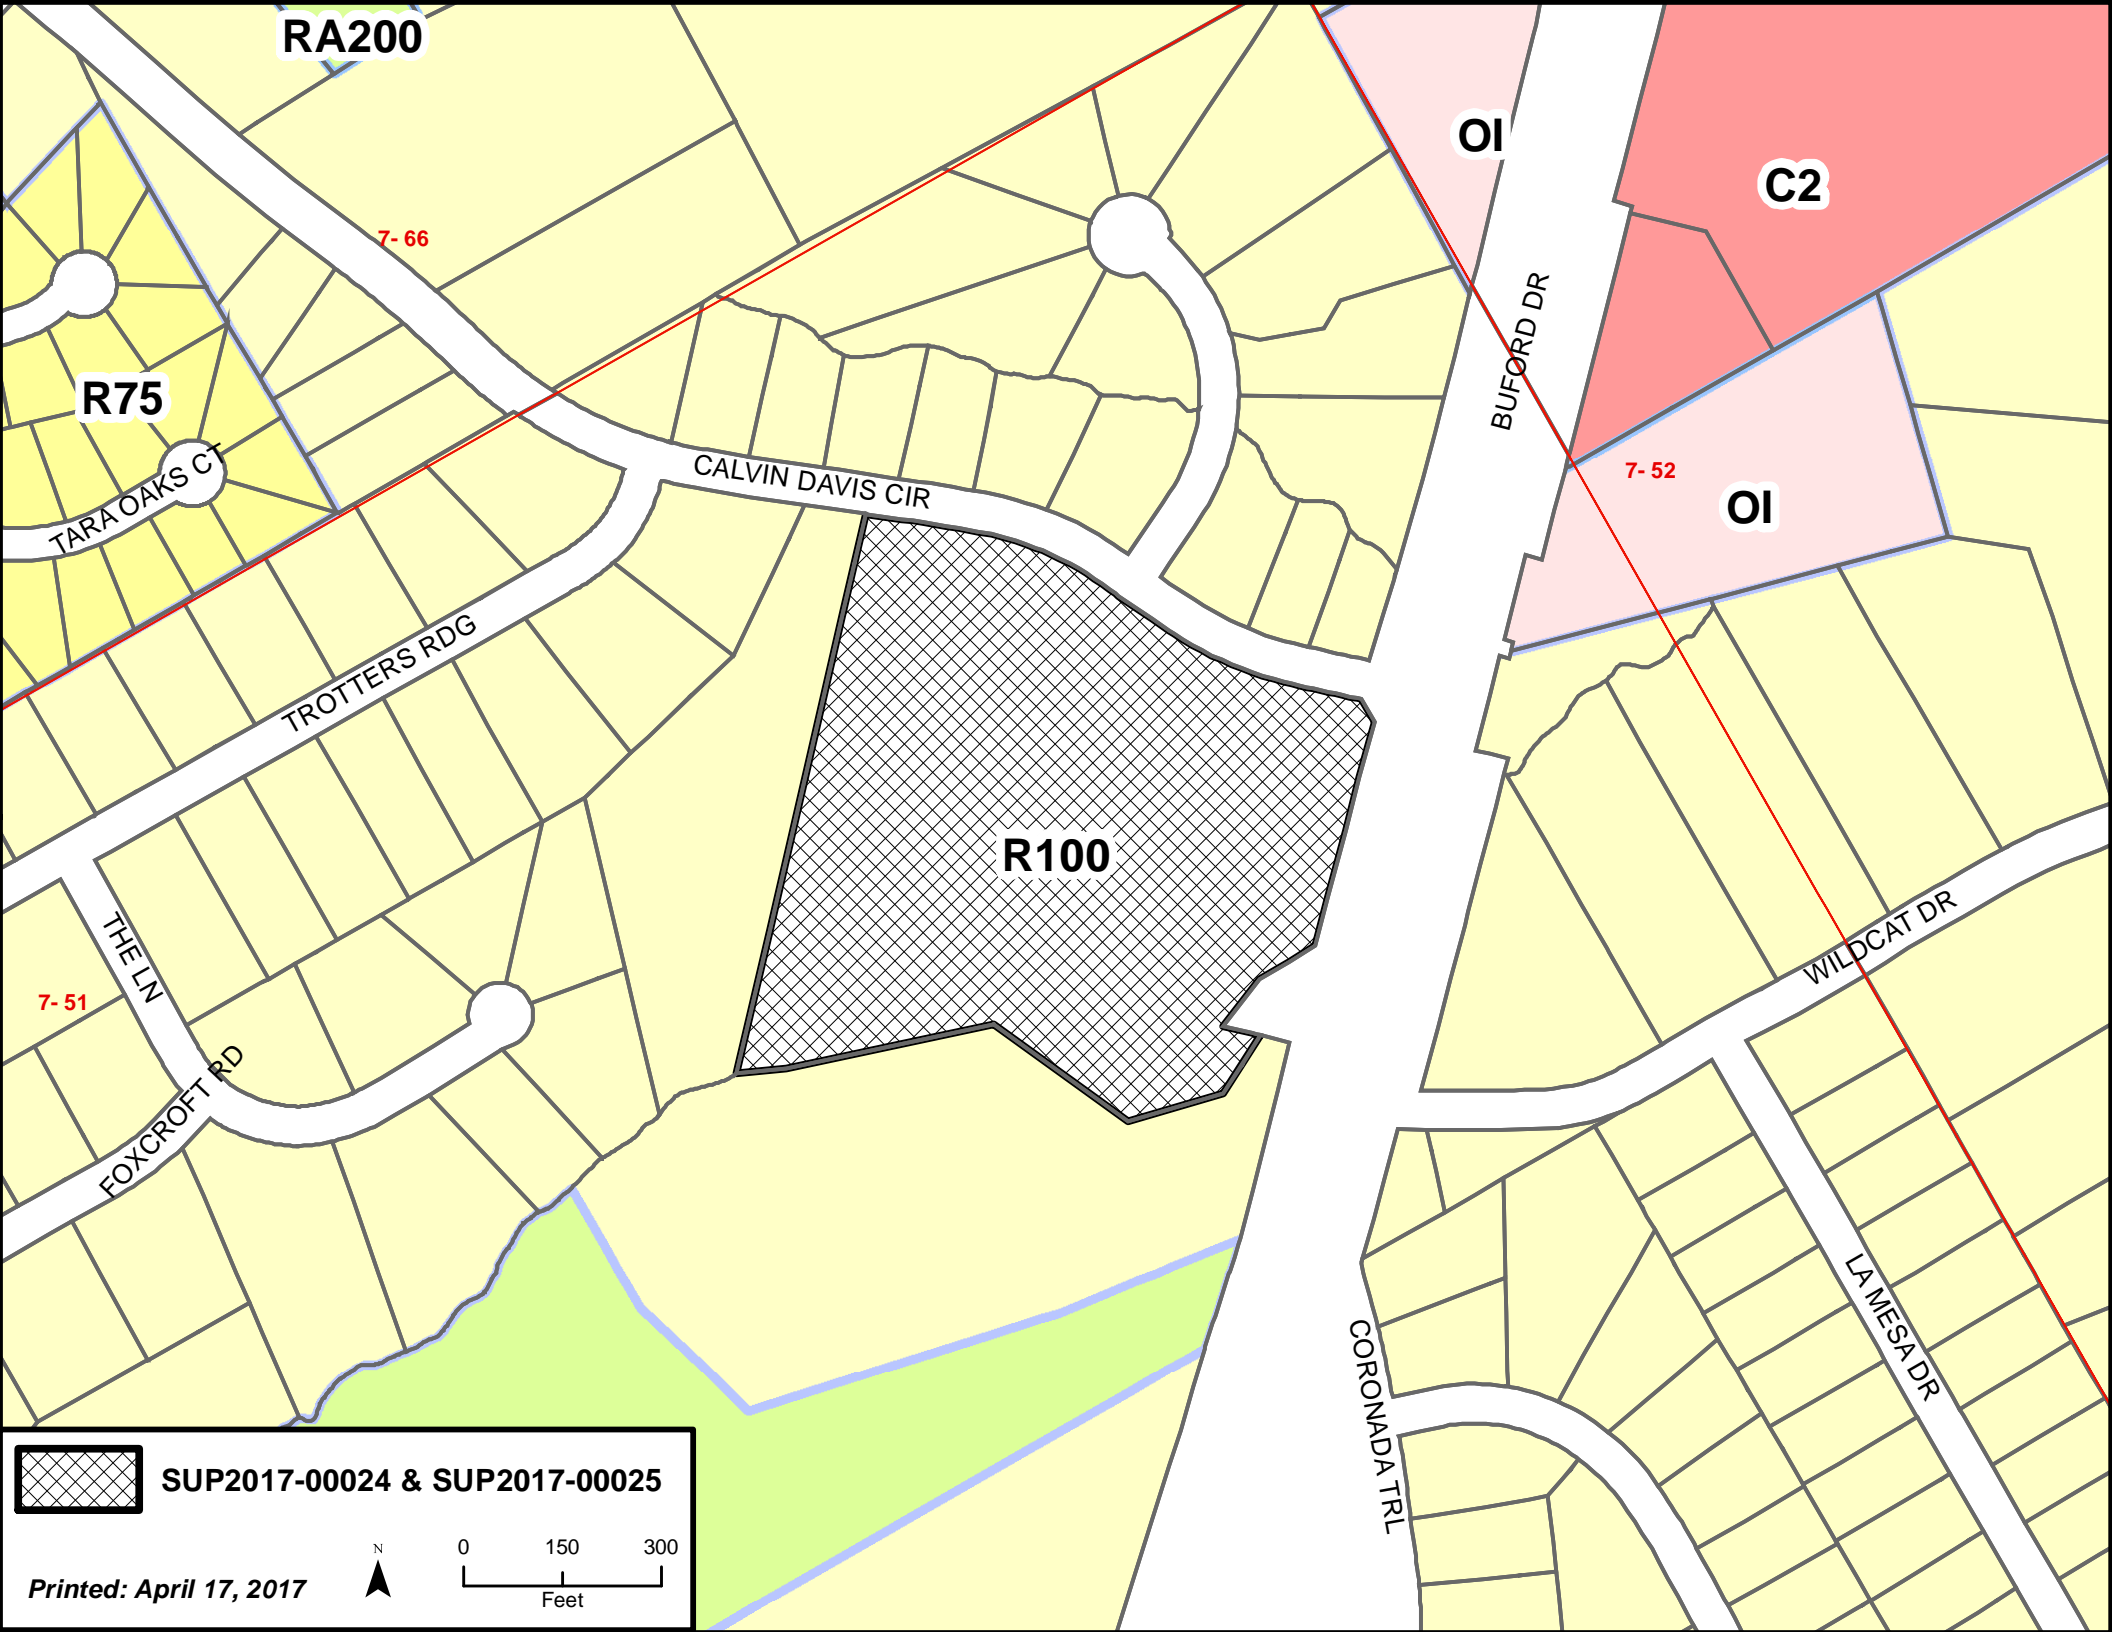 RA200
OI
C2
7- 66
BUFORD DR
R75
CALVIN DAVIS CIR
7- 52
OI
TARA OAKS CT
TROTTERS RDG
R100
WILDCAT DR
THE LN
7- 51
FOXCROFT RD
LA MESA DR
CORONADA TRL
SUP2017-00024 & SUP2017-00025
N
0 150 300
Feet
Printed: April 17, 2017